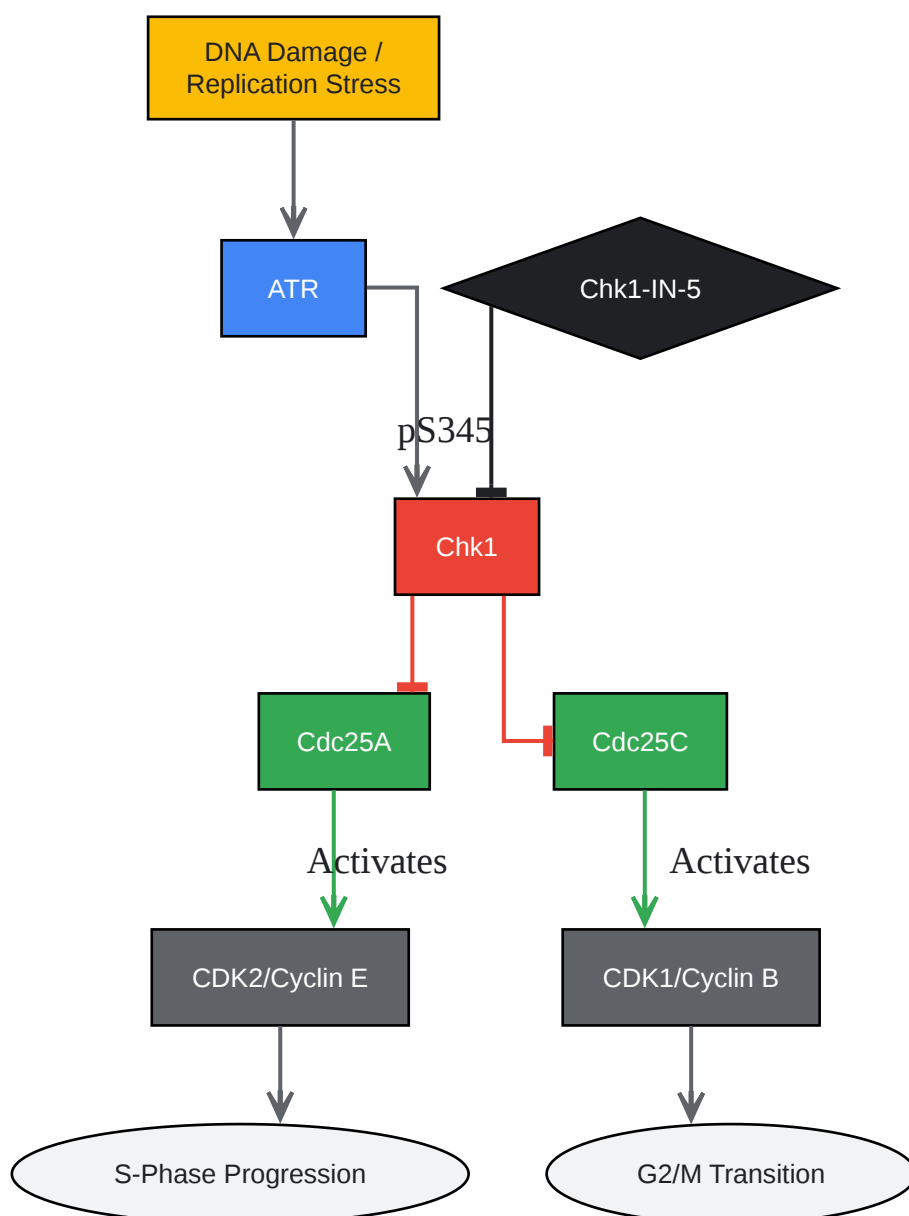 DNA Damage /
Replication Stress
ATR
Chk1-IN-5
pS345
Chk1
Cdc25A
Cdc25C
Activates
Activates
CDK2/Cyclin E
CDK1/Cyclin B
S-Phase Progression
G2/M Transition